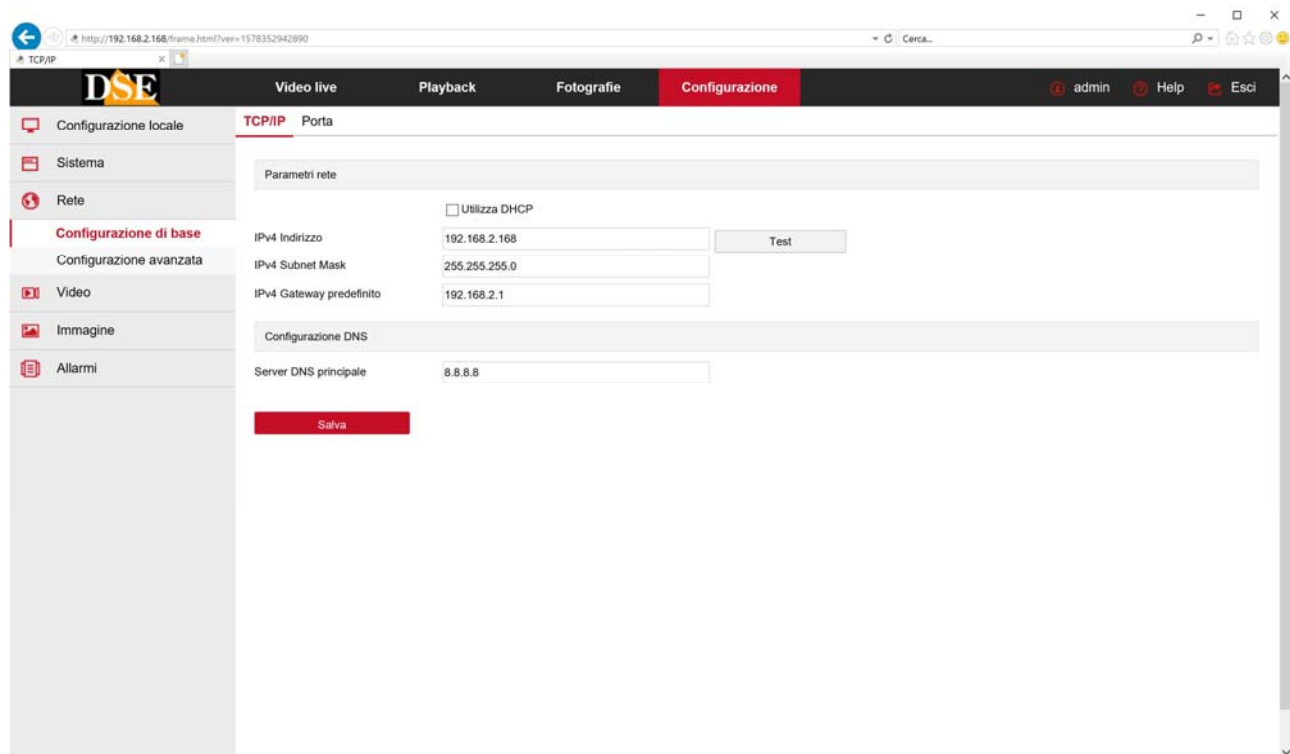 http://192.168.2.168/frame.html?ver=1578352942890
Cerca...
TCP/IP
DSE
Video live Playback Fotografie Configurazione admin Help Esci
Configurazione locale
Sistema
Rete
Configurazione di base
Configurazione avanzata
Video
Immagine
Allarmi
TCP/IP Porta
Parametri rete
Utilizza DHCP
IPv4 Indirizzo 192.168.2.168 Test
IPv4 Subnet Mask 255.255.255.0
IPv4 Gateway predefinito 192.168.2.1
Configurazione DNS
Server DNS principale 8.8.8.8
Salva